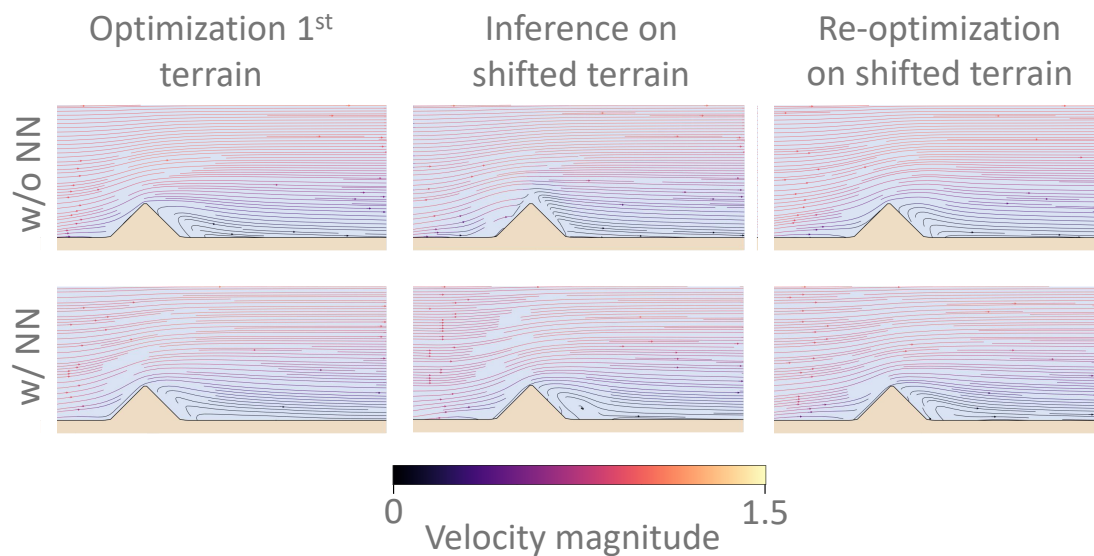 Optimization 1st
terrain
Inference on
shifted terrain
Re-optimization
on shifted terrain
w/o NN
w/ NN
0
1.5
Velocity magnitude